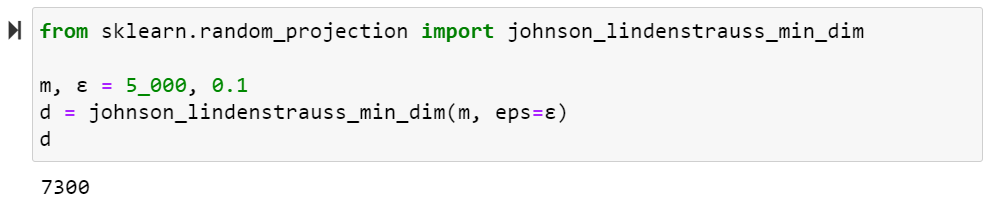 from sklearn.random_projection import johnson_lindenstrauss_min_dim
m, ε = 5_000, 0.1
d = johnson_lindenstrauss_min_dim(m, eps=ε)
d
7300